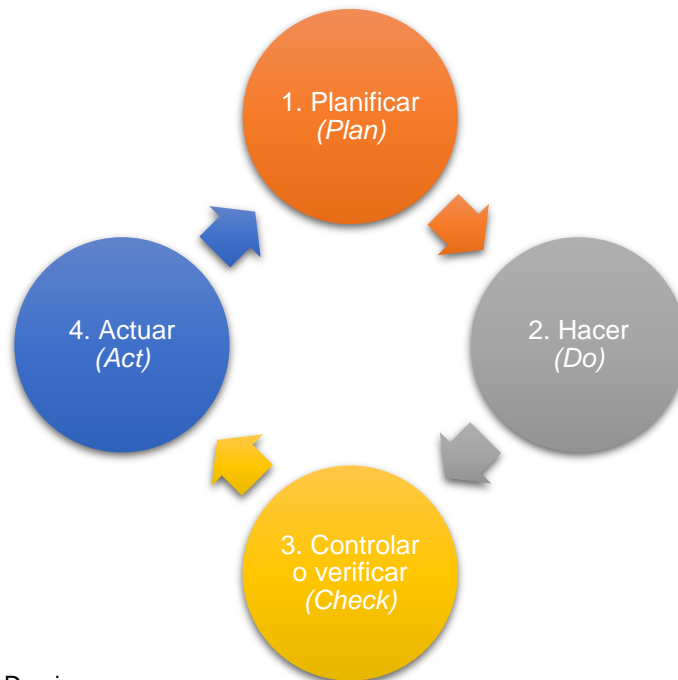 1. Planificar
(Plan)
2. Hacer
(Do)
3. Controlar
o verificar
(Check)
4. Actuar
(Act)